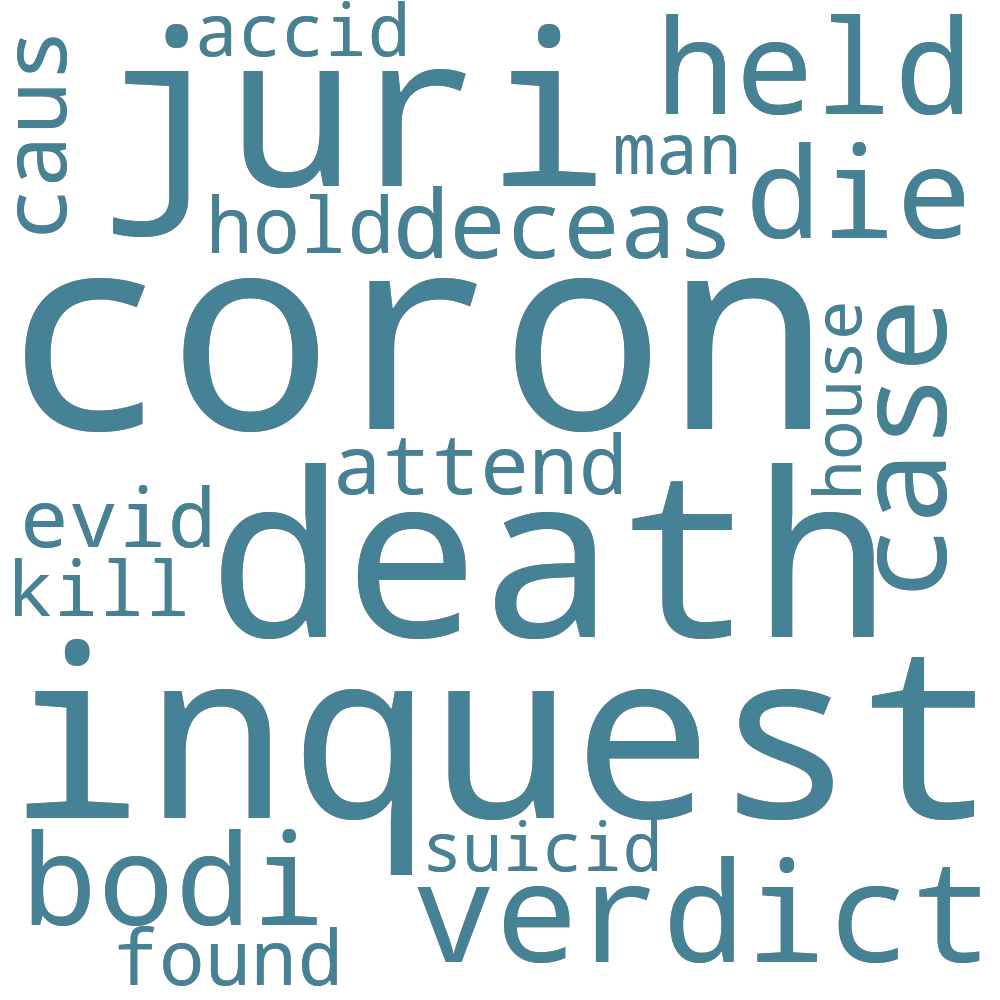 accid
caus
juri
held
man
die
hold
deceas
coron
house
case
attend
evid
death
kill
inquest
suicid
bodi
verdict
found